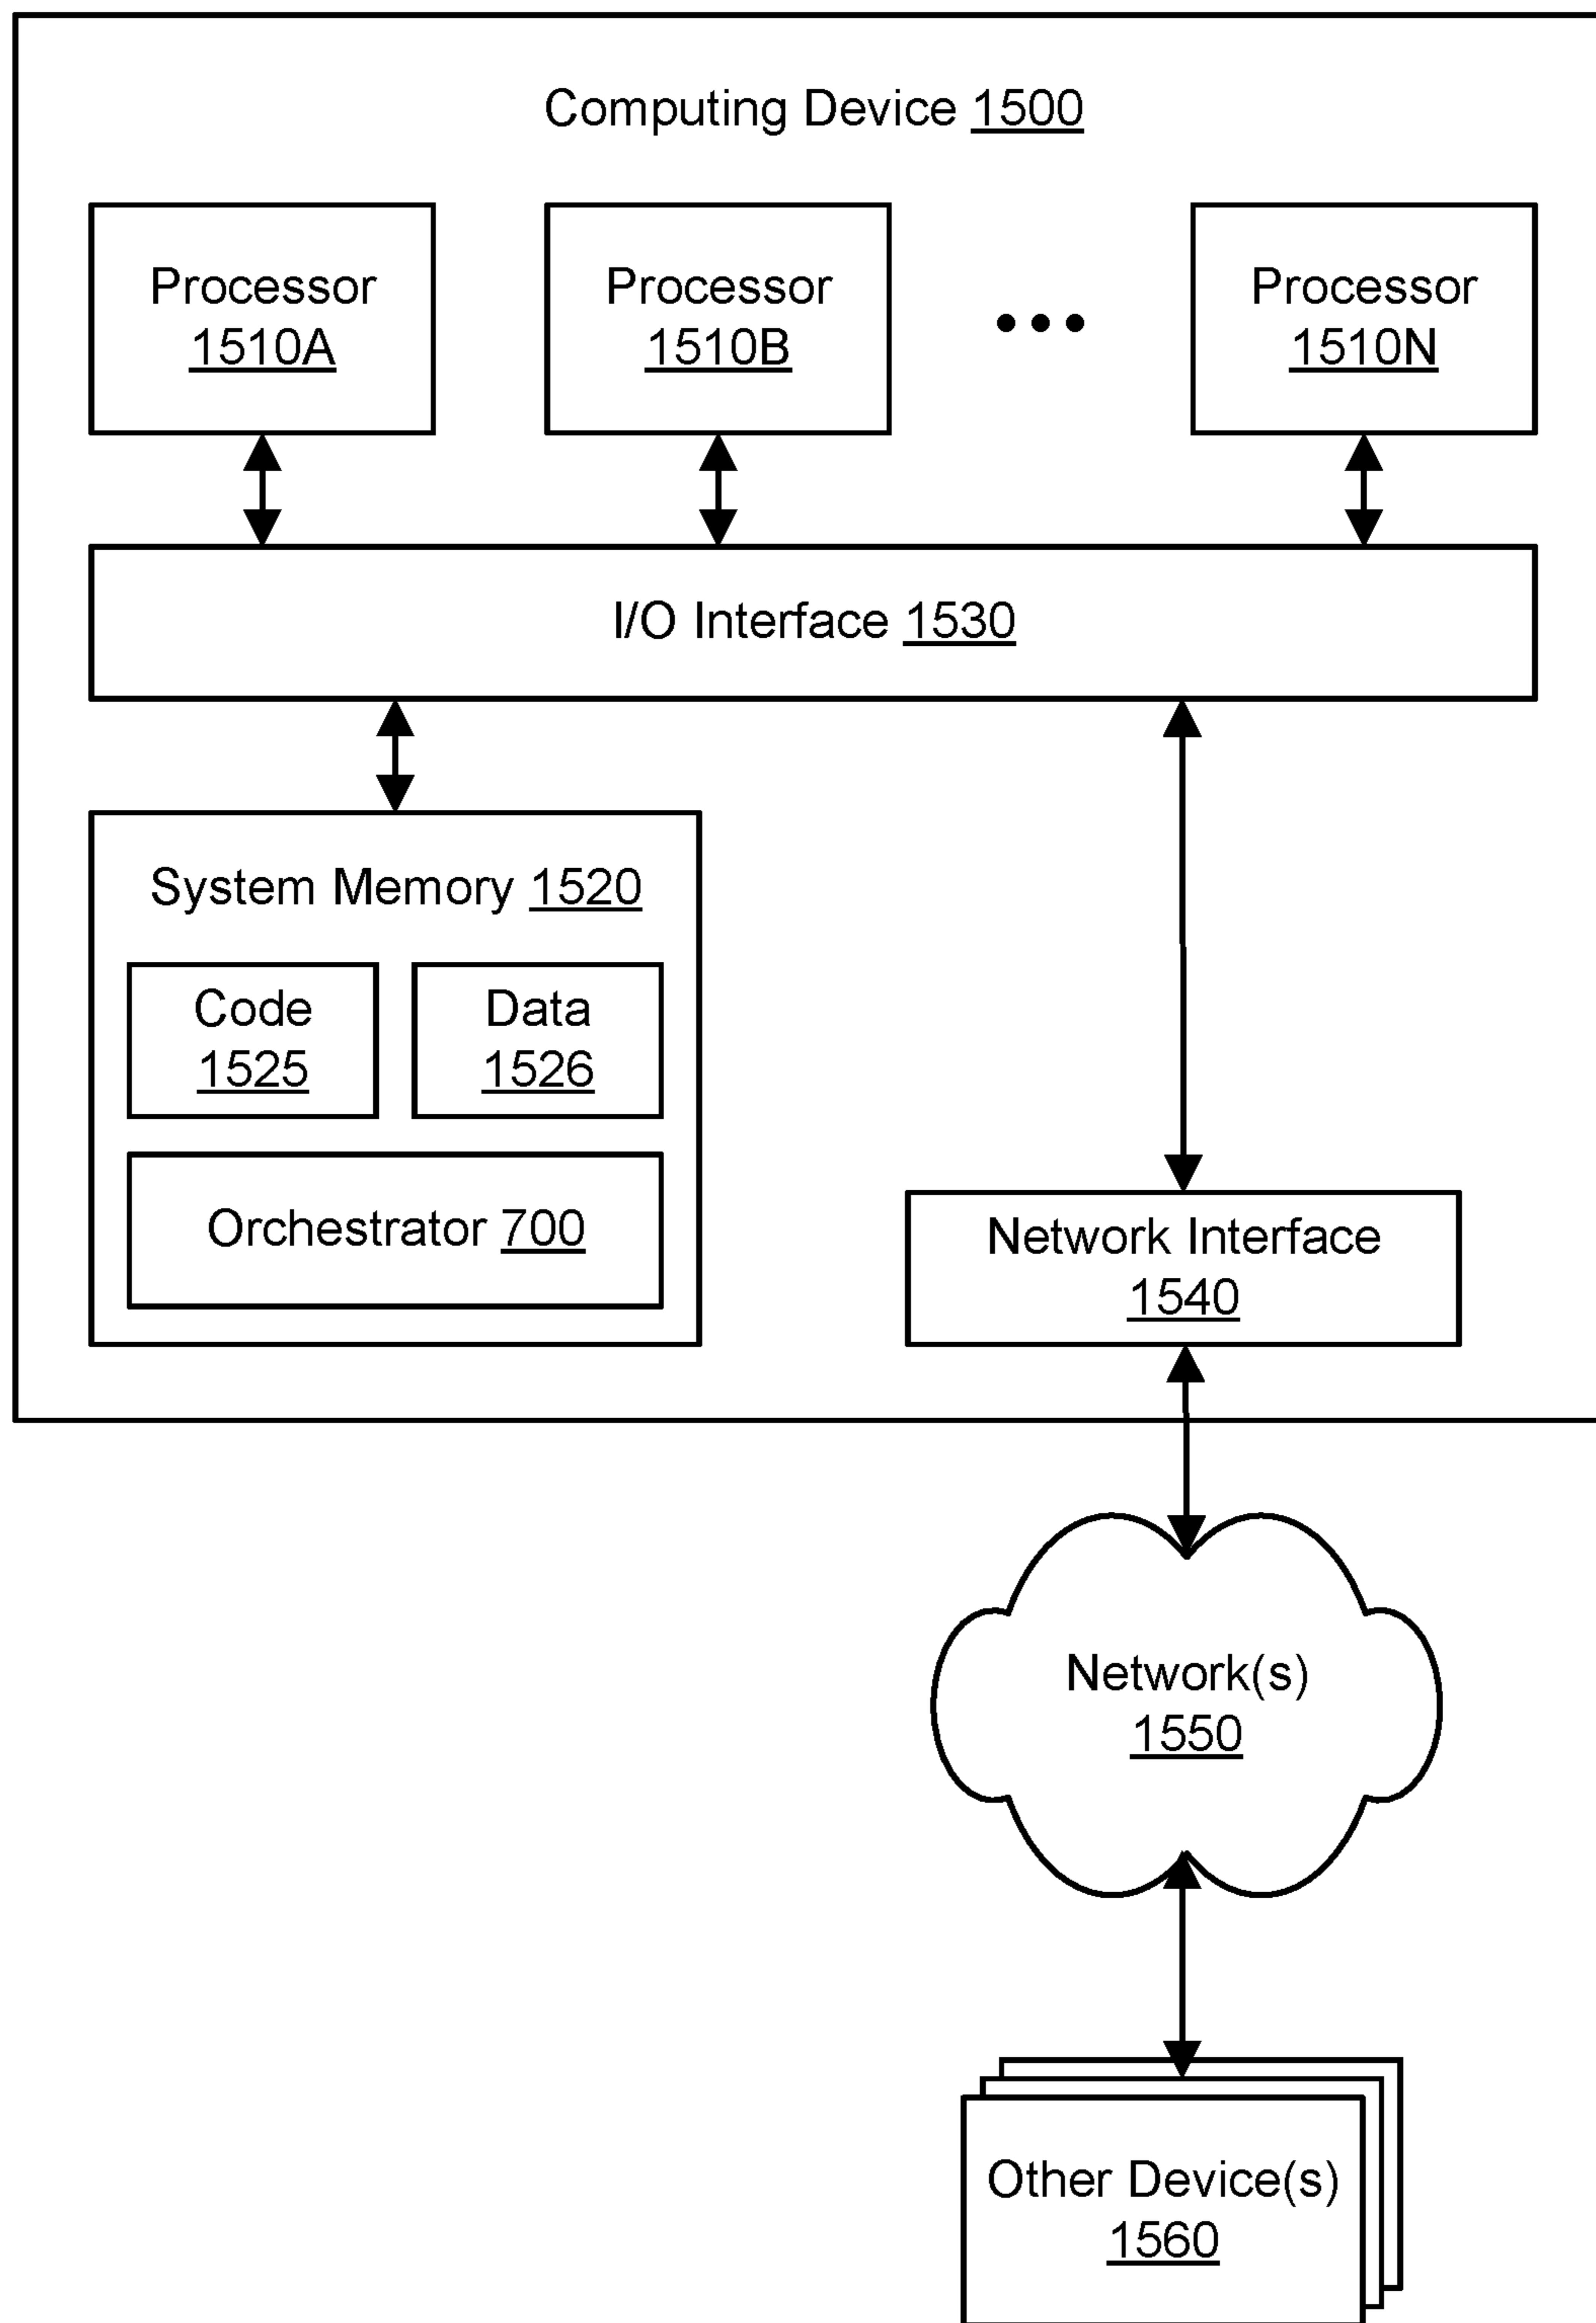 Computing Device 1500
Processor
1510A
Processor
1510B
Processor
1510N
I/O Interface 1530
System Memory 1520
Code
1525
Data
1526
Orchestrator 700
Network Interface
1540
Network(s)
1550
Other Device(s)
1560